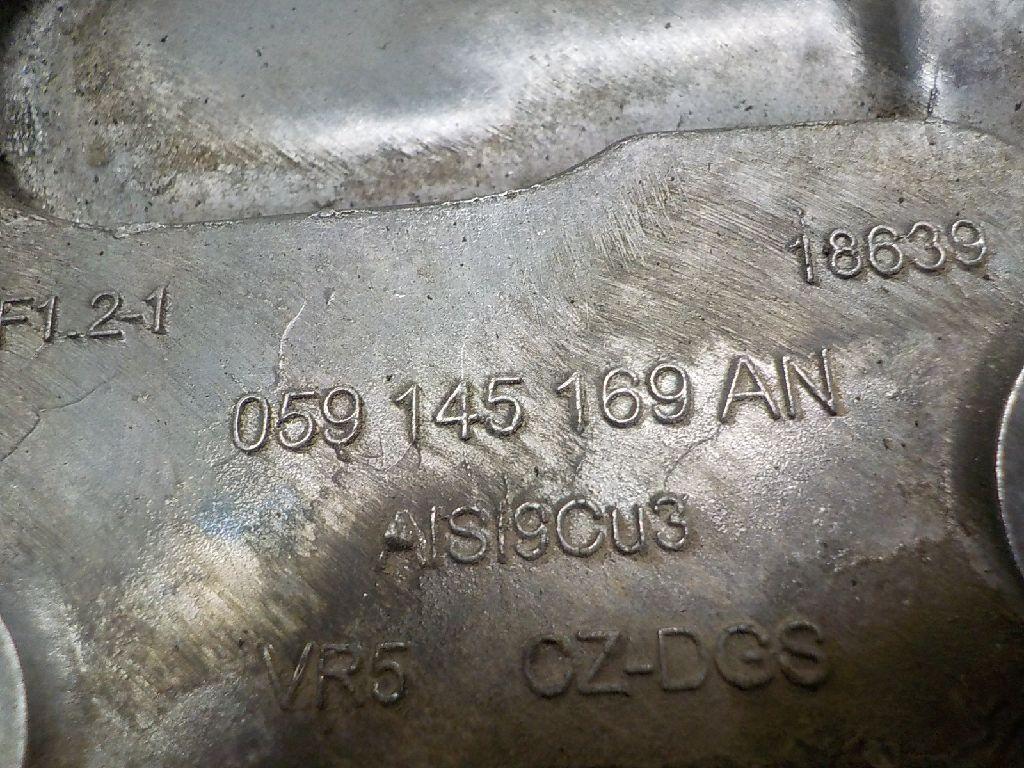 18639
F1.2-1
059 145 169 AN
AlSi9Cu3
VR5 CZ-DGS